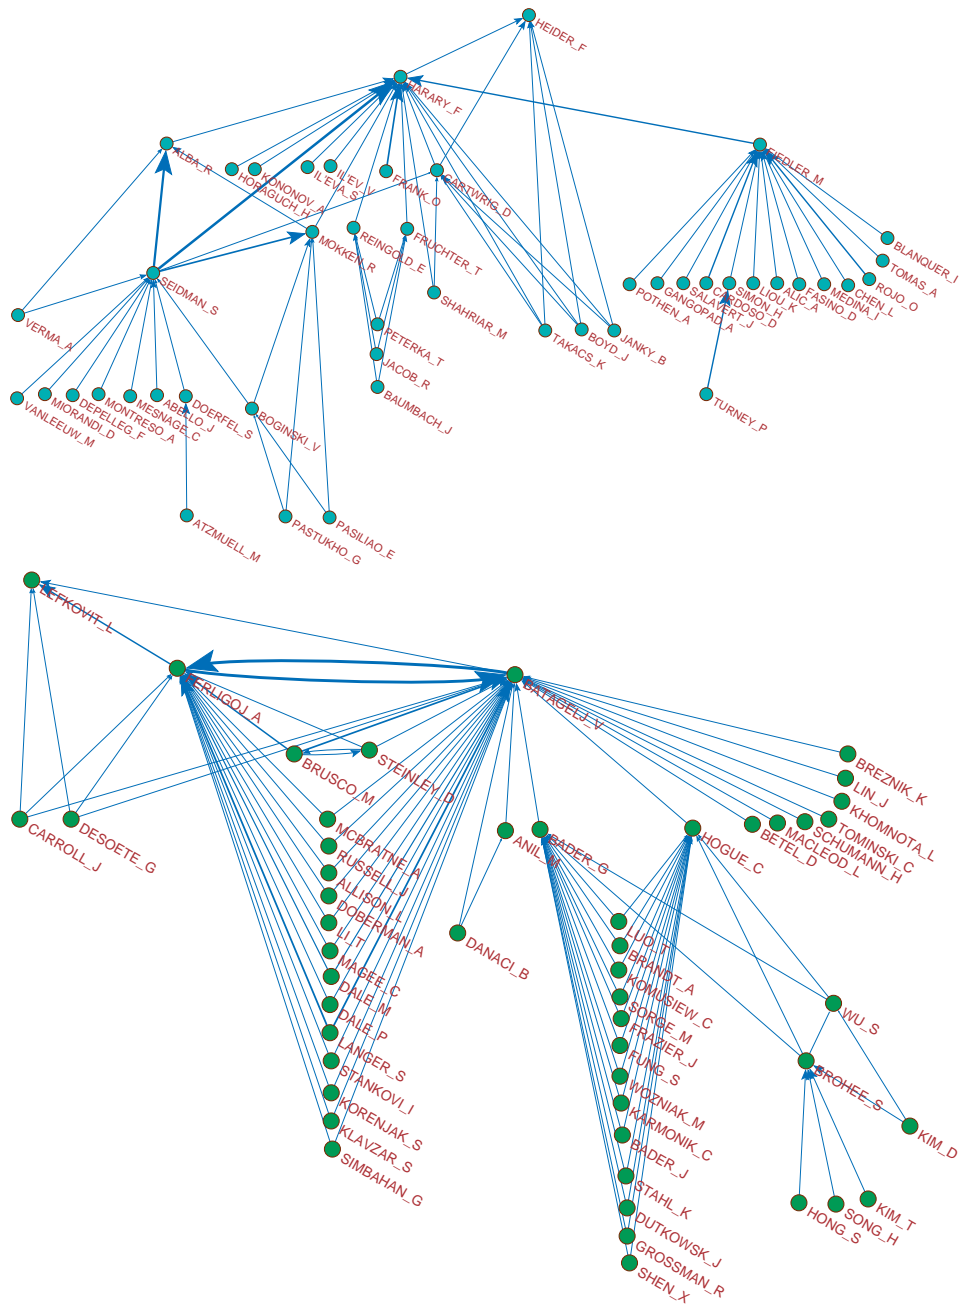 HEIDER_F
HARARY_F
ALBA_R
HORAGUCH_H
KONONOV_A
IL'EVA_S
IL'EV_V
FRANK_O
CARTWRIG_D
FIEDLER_M
MOKKEN_R
REINGOLD_E
FRUCHTER_T
BLANQUER_I
TOMAS_A
ROJO_O
CHEN_L
MEDINA_I
ASPINO_D
ALIC_A
LIOU_K
SIMON_H
CARDOSO_D
SALAVERT_J
GANGOPAD_A
POTHEN_A
SEIDMAN_S
SHAHRIAR_M
VERMA_A
PETERKA_T
JACOB_R
BAUMBACH_J
TAKACS_K
BOYD_J
JANKY_B
TURNEY_P
VANLEEUW_M
MIORANDI_D
DEPELLEG_F
MONTRESO_A
MESNAGE_C
ABELLO_J
DOERFEL_S
BOGINSKI_V
ATZMUELL_M
PASTUKHO_G
PASILIAO_E
LEFKOVIT_L
FERLIGOJ_A
BATAGELJ_V
BRUSCO_M
STEINLEY_D
BREZNIK_K
LIN_J
KHOMNOTA_L
TOMINSKI_C
SCHUMANN_H
MACLEOD_L
BETEL_D
CARROLL_J
DESOETE_G
MCBRATNE_A
RUSSELL_J
ALLISON_L
DOBERMAN_A
LI_T
MAGEE_C
DALE_M
DALE_P
LANGER_S
STANKOVI_I
KORENJAK_S
KLAVZAR_S
SIMBAHAN_G
ANIL_M
BADER_G
HOGUE_C
DANACI_B
LUO_T
BRANDT_A
KOMUSIEW_C
SORGE_M
FRAZIER_J
FUNG_S
WOZNIAK_M
KARMONIK_C
BADER_J
STAHL_K
DUTKOWSK_J
GROSSMAN_R
SHEN_X
WU_S
BROHEE_S
KIM_D
HONG_S
SONG_H
KIM_T